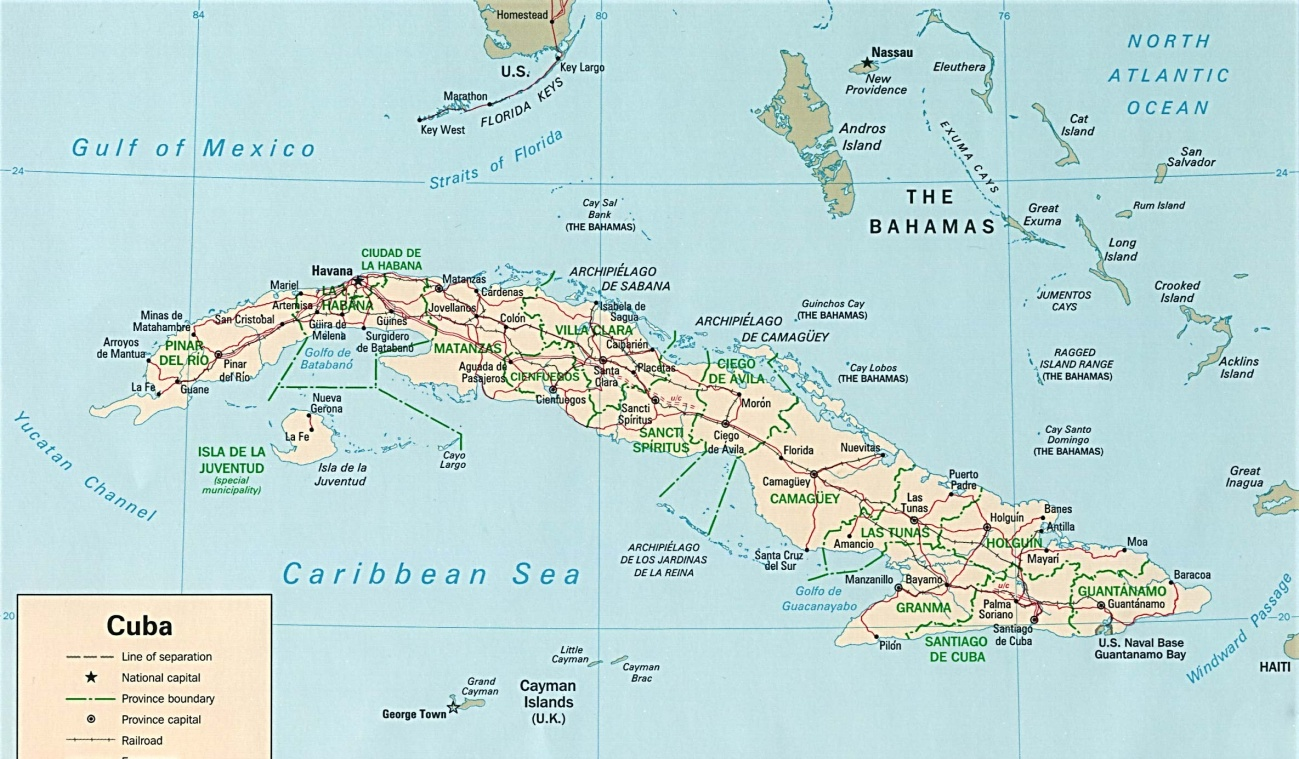 84
80
76
Homestead
U.S.
Key Largo
Marathon
FLORIDA KEYS
Key West
Gulf of Mexico
Straits of Florida
24
24
Nassau
New
Providence
Eleuthera
NORTH
ATLANTIC
OCEAN
Andros
Island
EXUMA CAYS
Cat
Island
San
Salvador
THE
BAHAMAS
Great
Exuma
Rum Island
Long
Island
Cay Sal
Bank
(THE BAHAMAS)
JUMENTOS
CAYS
Crooked
Island
Acklins
Island
RAGGED
ISLAND RANGE
(THE BAHAMAS)
Guinchos Cay
(THE BAHAMAS)
Cay Lobos
(THE BAHAMAS)
Cay Santo
Domingo
(THE BAHAMAS)
Great
Inagua
CIUDAD DE
LA HABANA
Havana
Mariel
LA
HABANA
Artemisa
Matanzas
Cárdenas
ARCHIPIÉLAGO
DE SABANA
Minas de
Matahambre
San Cristobal
Güira de
Melena
Güines
Jovellanos
Colón
Isabela de
Sagua
Arroyos
de Mantua
PINAR
DEL RÍO
Pinar
del Río
Surgidero
de Batabanó
Golfo de
Batabanó
MATANZAS
VILLA CLARA
Caibarién
ARCHIPIÉLAGO
DE CAMAGÜEY
La Fe
Guane
Aguada de
Pasajeros
CIENFUEGOS
Cienfuegos
Santa
Clara
Placetas
CIEGO
DE AVILA
Morón
Nueva
Gerona
La Fe
ISLA DE LA
JUVENTUD
(special
municipality)
Isla de la
Juventud
Cayo
Largo
Sancti
Spíritus
u/c
SANCTI
SPÍRITUS
Ciego
de Avila
Florida
Nuevitas
Camagüey
CAMAGÜEY
Puerto
Padre
Las
Tunas
LAS TUNAS
Holguín
HOLGUÍN
Banes
Antilla
Moa
Mayarí
Amancio
Santa Cruz
del Sur
ARCHIPIÉLAGO
DE LOS JARDINAS
DE LA REINA
Manzanillo
Bayamo
Golfo de
Guacanayabo
GRANMA
Pilón
u/c
Palma
Soriano
Santiago
de Cuba
SANTIAGO
DE CUBA
GUANTÁNAMO
Guantánamo
Baracoa
U.S. Naval Base
Guantanamo Bay
Yucatan Channel
Caribbean Sea
Windward Passage
HAITI
20
20
Little
Cayman
Cayman
Brac
Grand
Cayman
George Town
Cayman
Islands
(U.K.)
Cuba
Line of separation
National capital
Province boundary
Province capital
Railroad